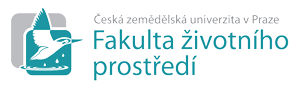 Česká zemědělská univerzita v Praze
Fakulta životního
prostředí